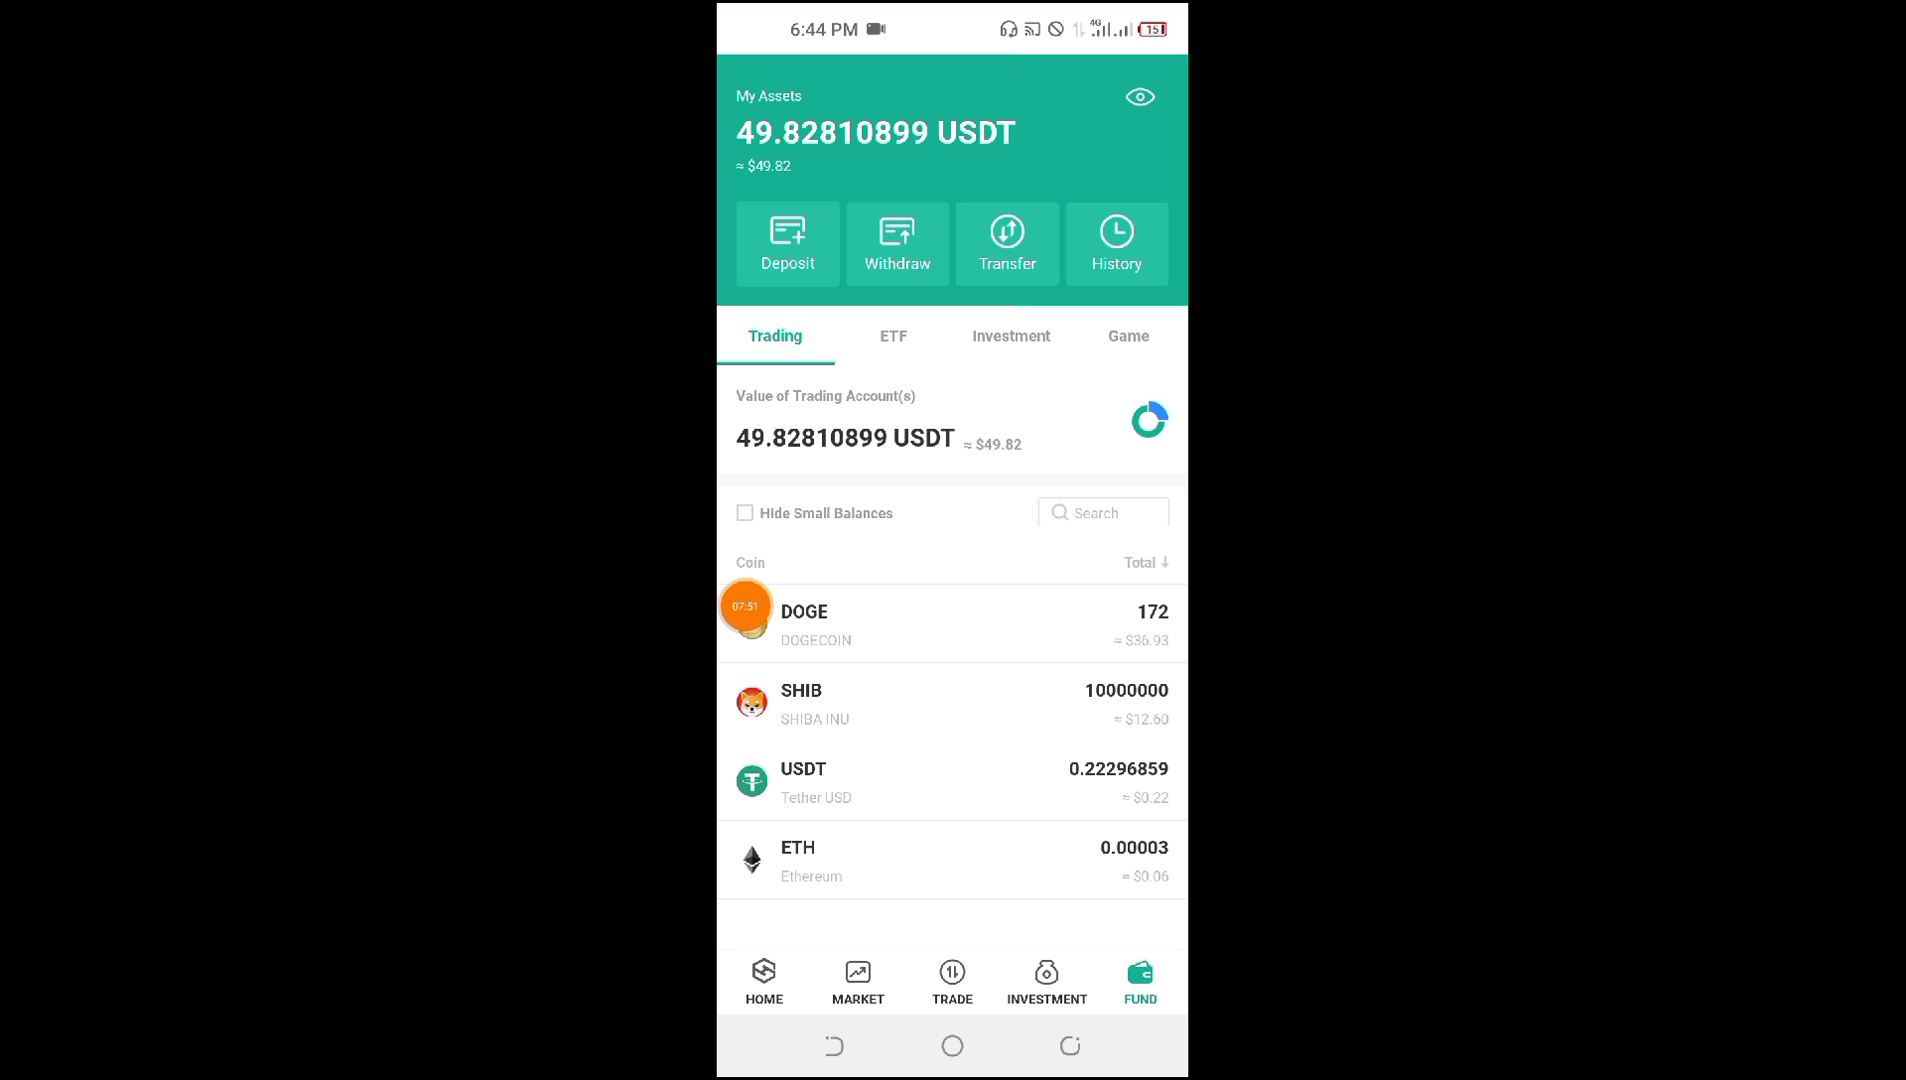 6:44 PM 4G 15
My Assets
49.82810899 USDT
≈ $49.82
Deposit Withdraw Transfer History
Trading ETF Investment Game
Value of Trading Account(s)
49.82810899 USDT ≈ $49.82
HIde Small Balances Search
Coin Total ↓
07:51 DOGE 172
DOGECOIN ≈ $36.93
SHIB 10000000
SHIBA INU ≈ $12.60
USDT 0.22296859
Tether USD ≈ $0.22
ETH 0.00003
Ethereum ≈ $0.06
HOME MARKET TRADE INVESTMENT FUND